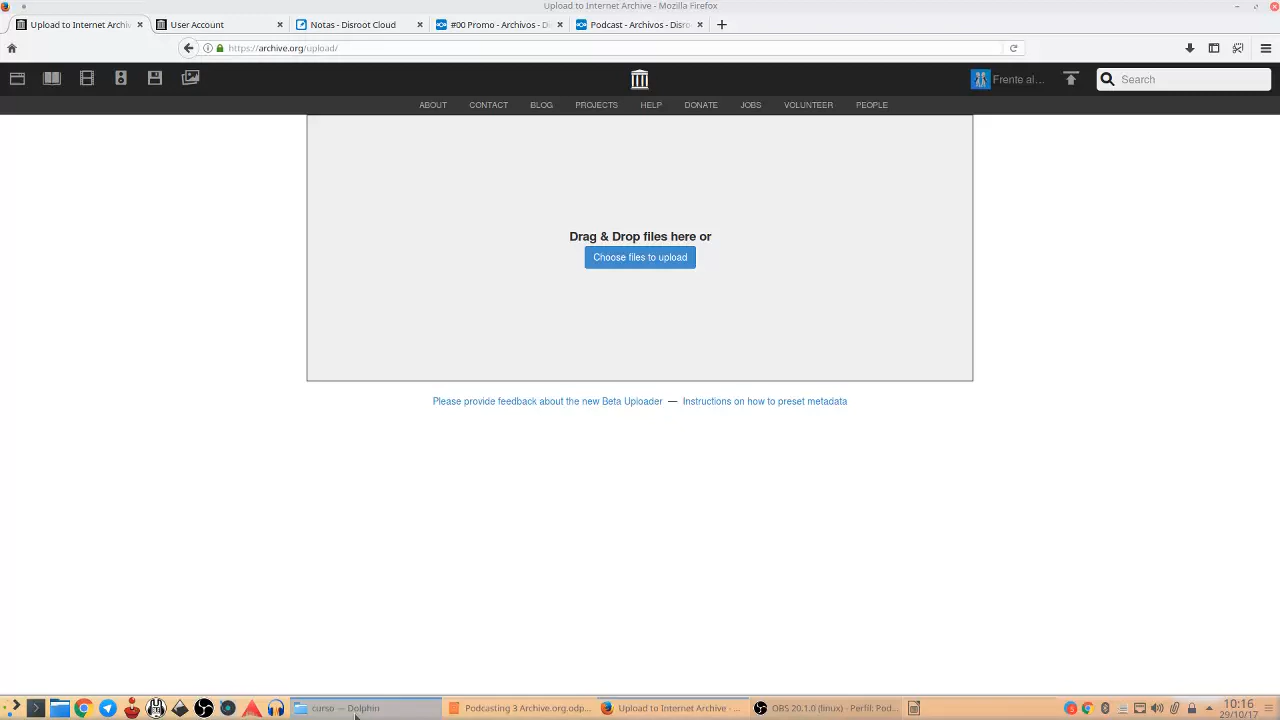 Upload to Internet Archive - Mozilla Firefox
Upload to Internet Archi
User Account
Notas - Disroot Cloud
#00 Promo - Archivos - D
Podcast - Archivos - Disro
https://archive.org/upload/
Frente al...
Search
ABOUT CONTACT BLOG PROJECTS HELP DONATE JOBS VOLUNTEER PEOPLE
Drag & Drop files here or
Choose files to upload
Please provide feedback about the new Beta Uploader — Instructions on how to preset metadata
curso — Dolphin
Podcasting 3 Archive.org.odp...
Upload to Internet Archive - ...
OBS 20.1.0 (linux) - Perfil: Pod...
10:16
29/10/17